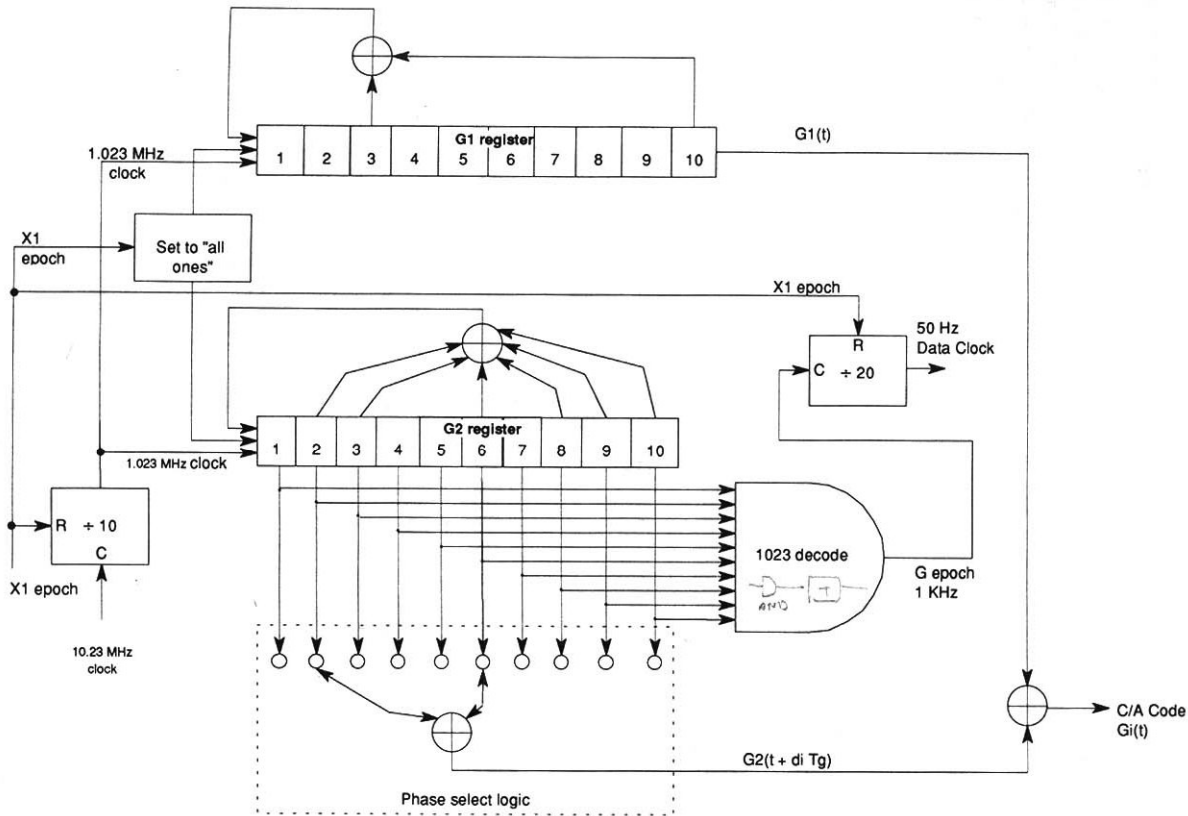 G1 register
1 2 3 4 5 6 7 8 9 10
G1(t)
1.023 MHz
clock
X1
epoch
Set to "all
ones"
X1 epoch
R
C ÷ 20
50 Hz
Data Clock
G2 register
1 2 3 4 5 6 7 8 9 10
1.023 MHz clock
R ÷ 10
C
X1 epoch
10.23 MHz
clock
1023 decode
AND T
G epoch
1 KHz
C/A Code
Gi(t)
G2(t + di Tg)
Phase select logic